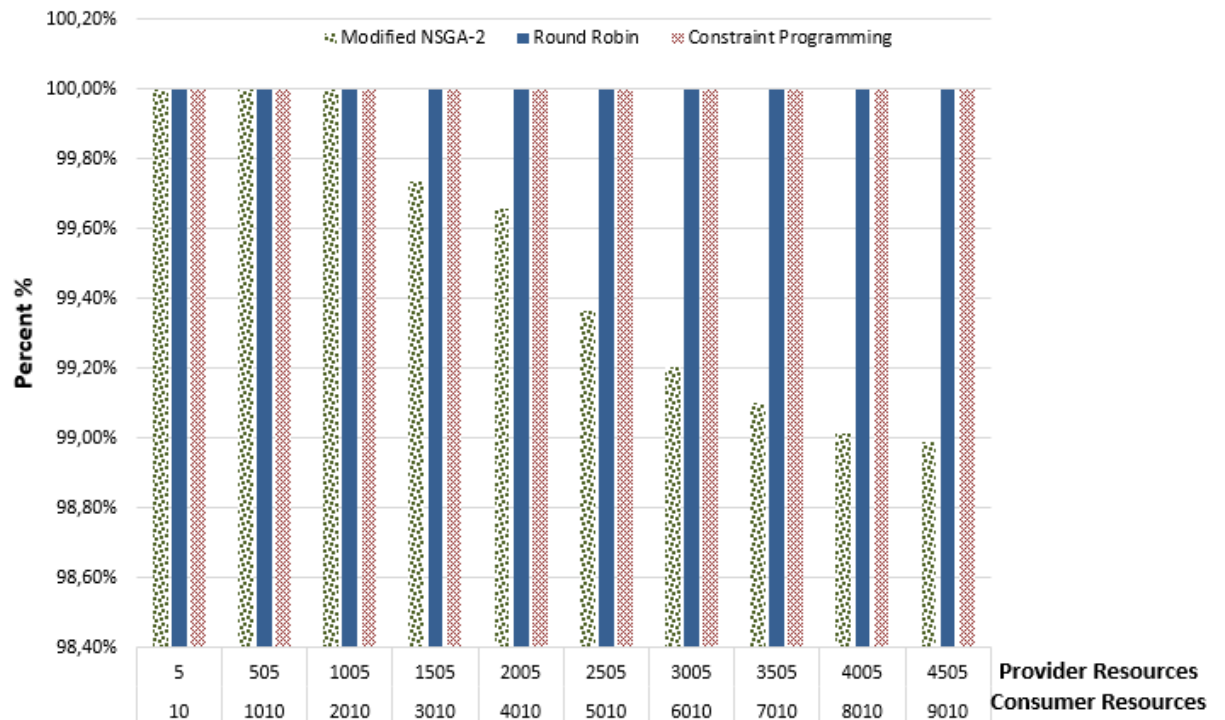 100,20%
Modified NSGA-2 Round Robin Constraint Programming
100,00%
99,80%
99,60%
99,40%
99,20%
99,00%
98,80%
98,60%
98,40%
Percent %
5 505 1005 1505 2005 2505 3005 3505 4005 4505 Provider Resources
10 1010 2010 3010 4010 5010 6010 7010 8010 9010 Consumer Resources